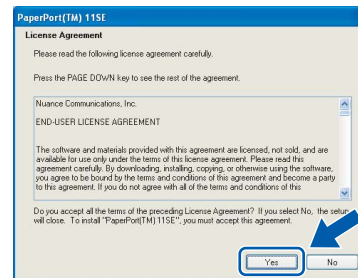 PaperPort(TM) 11SE
License Agreement
Please read the following license agreement carefully.
Press the PAGE DOWN key to see the rest of the agreement.
Nuance Communications, Inc.
END-USER LICENSE AGREEMENT
The software and materials provided with this agreement are licensed, not sold, and are
available for use only under the terms of this license agreement. Please read this
agreement carefully. By downloading, installing, copying, or otherwise using the software,
you agree to be bound by the terms and conditions of this agreement and become a party
to this agreement. If you do not agree with all of the terms and conditions of this
Do you accept all the terms of the preceding License Agreement? If you select No, the setup
will close. To install "PaperPort(TM) 11SE", you must accept this agreement.
Yes
No